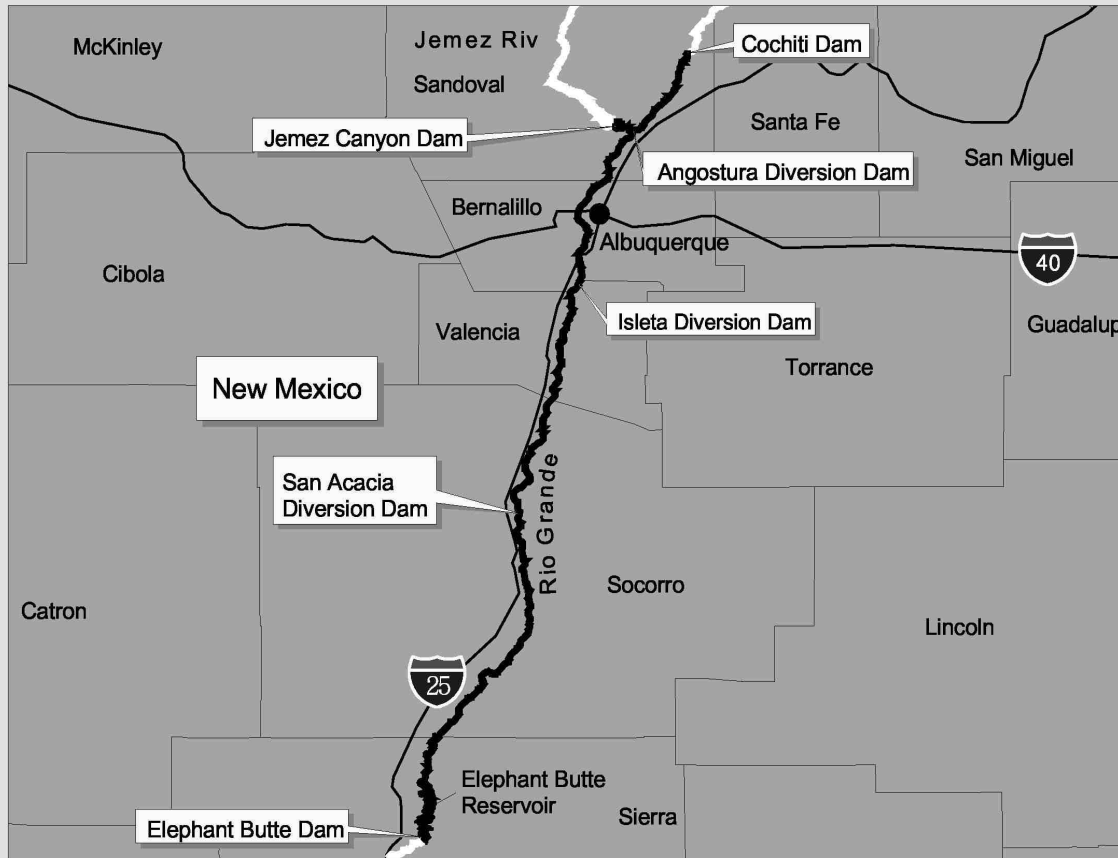 McKinley
Jemez Riv
Cochiti Dam
Sandoval
Santa Fe
Jemez Canyon Dam
San Miguel
Angostura Diversion Dam
Bernalillo
Albuquerque
40
Cibola
Isleta Diversion Dam
Guadalup
Valencia
Torrance
New Mexico
San Acacia
Diversion Dam
Rio Grande
Socorro
Catron
Lincoln
25
Elephant Butte
Reservoir
Sierra
Elephant Butte Dam